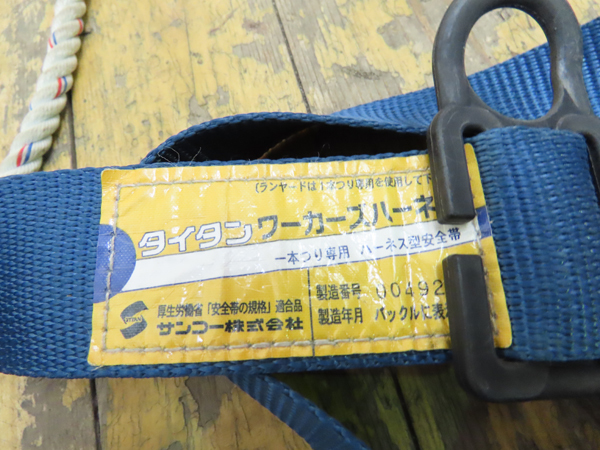 (ランヤードは1本つり専用を使用して下
タイタン ワーカーズハーネ
一本つり専用 ハーネス型安全帯
厚生労働省「安全帯の規格」適合品
サンコー株式会社
製造番号 00492
製造年月 バックルに表